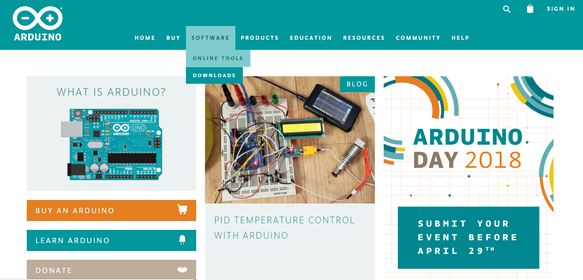 ARDUINO
SIGN IN
HOME BUY SOFTWARE PRODUCTS EDUCATION RESOURCES COMMUNITY HELP
ONLINE TOOLS
DOWNLOADS
WHAT IS ARDUINO?
ARDUINO
UNO
BUY AN ARDUINO
LEARN ARDUINO
DONATE
BLOG
PID TEMPERATURE CONTROL
WITH ARDUINO
ARDUINO
DAY 2018
SUBMIT YOUR
EVENT BEFORE
APRIL 29TH